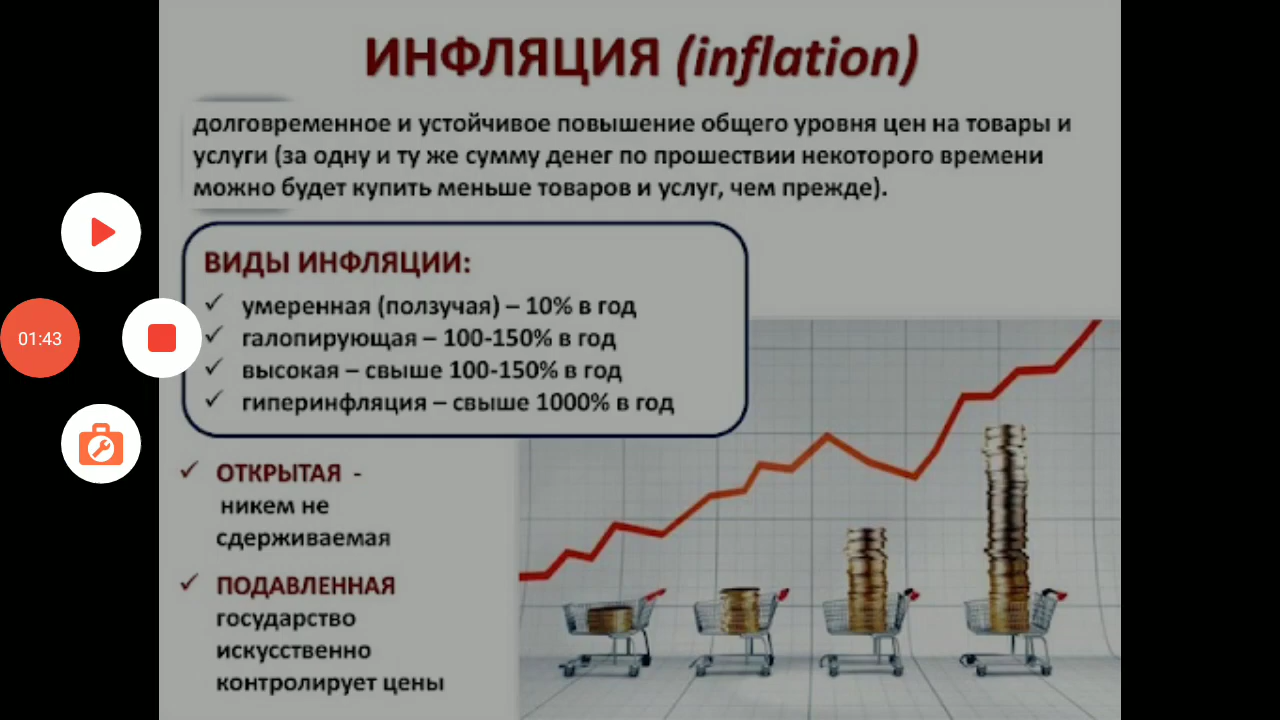 ИНФЛЯЦИЯ (inflation)
долговременное и устойчивое повышение общего уровня цен на товары и
услуги (за одну и ту же сумму денег по прошествии некоторого времени
можно будет купить меньше товаров и услуг, чем прежде).
ВИДЫ ИНФЛЯЦИИ:
✓ умеренная (ползучая) – 10% в год
✓ галопирующая – 100-150% в год
✓ высокая – свыше 100-150% в год
✓ гиперинфляция – свыше 1000% в год
✓ ОТКРЫТАЯ -
никем не
сдерживаемая
✓ ПОДАВЛЕННАЯ
государство
искусственно
контролирует цены
01:43